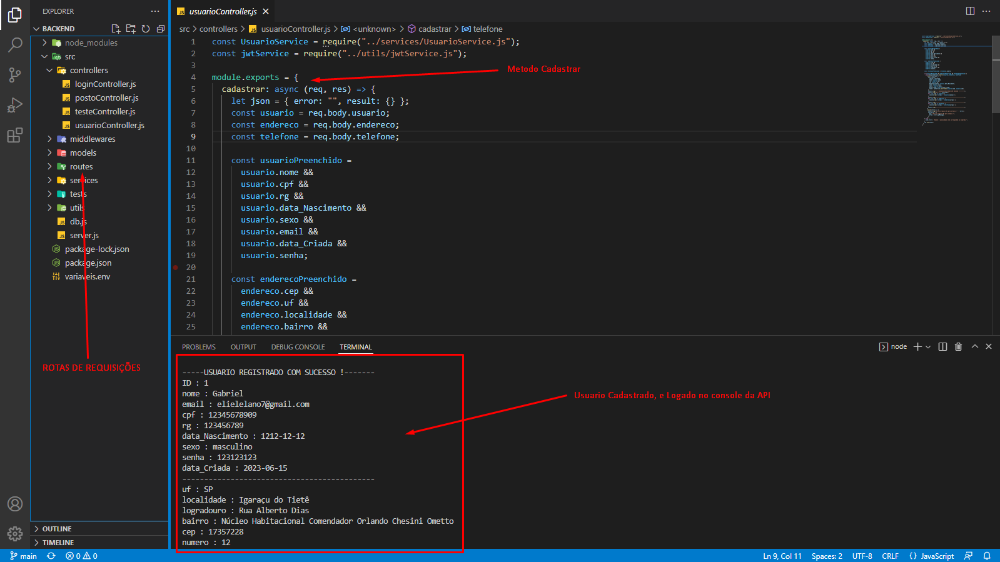 EXPLORER
BACKEND
node_modules
src
controllers
loginController.js
postoController.js
testeController.js
usuarioController.js
middlewares
models
routes
services
tests
utils
db.js
server.js
package-lock.json
package.json
variaveis.env
ROTAS DE REQUISIÇÕES
OUTLINE
TIMELINE
usuarioController.js
src > controllers > usuarioController.js > <unknown> > cadastrar > telefone
1 const UsuarioService = require("../services/UsuarioService.js");
2 const jwtService = require("../utils/jwtService.js");
3
4 module.exports = {
5 cadastrar: async (req, res) => {
6 let json = { error: "", result: {} };
7 const usuario = req.body.usuario;
8 const endereco = req.body.endereco;
9 const telefone = req.body.telefone;
10
11 const usuarioPreenchido =
12 usuario.nome &&
13 usuario.cpf &&
14 usuario.rg &&
15 usuario.data_Nascimento &&
16 usuario.sexo &&
17 usuario.email &&
18 usuario.data_Criada &&
19 usuario.senha;
20
21 const enderecoPreenchido =
22 endereco.cep &&
23 endereco.uf &&
24 endereco.localidade &&
25 endereco.bairro &&
Metodo Cadastrar
PROBLEMS OUTPUT DEBUG CONSOLE TERMINAL
node
-----USUARIO REGISTRADO COM SUCESSO !-------
ID : 1
nome : Gabriel
email : elielelano7@gmail.com
cpf : 12345678909
rg : 123456789
data_Nascimento : 1212-12-12
sexo : masculino
senha : 123123123
data_Criada : 2023-06-15
--------------------------------------------
uf : SP
localidade : Igaraçu do Tietê
logradouro : Rua Alberto Dias
bairro : Núcleo Habitacional Comendador Orlando Chesini Ometto
cep : 17357228
numero : 12
Usuario Cadastrado, e Logado no console da API
main 0 0 Ln 9, Col 11 Spaces: 2 UTF-8 CRLF {} JavaScript